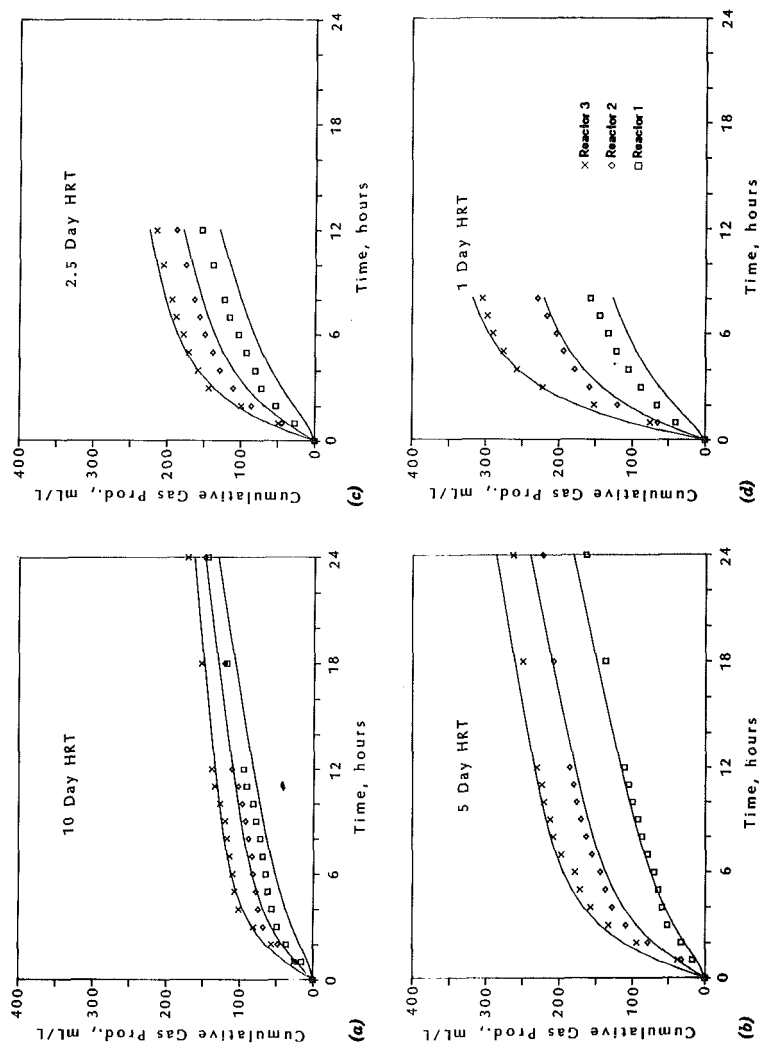 10 Day HRT
Cumulative Gas Prod., mL/L
400
300
200
100
0
0 6 12 18 24
Time, hours
(a)
2.5 Day HRT
Cumulative Gas Prod., mL/L
400
300
200
100
0
0 6 12 18 24
Time, hours
(c)
5 Day HRT
Cumulative Gas Prod., mL/L
400
300
200
100
0
0 6 12 18 24
Time, hours
(b)
1 Day HRT
Reactor 3
Reactor 2
Reactor 1
Cumulative Gas Prod., mL/L
400
300
200
100
0
0 6 12 18 24
Time, hours
(d)